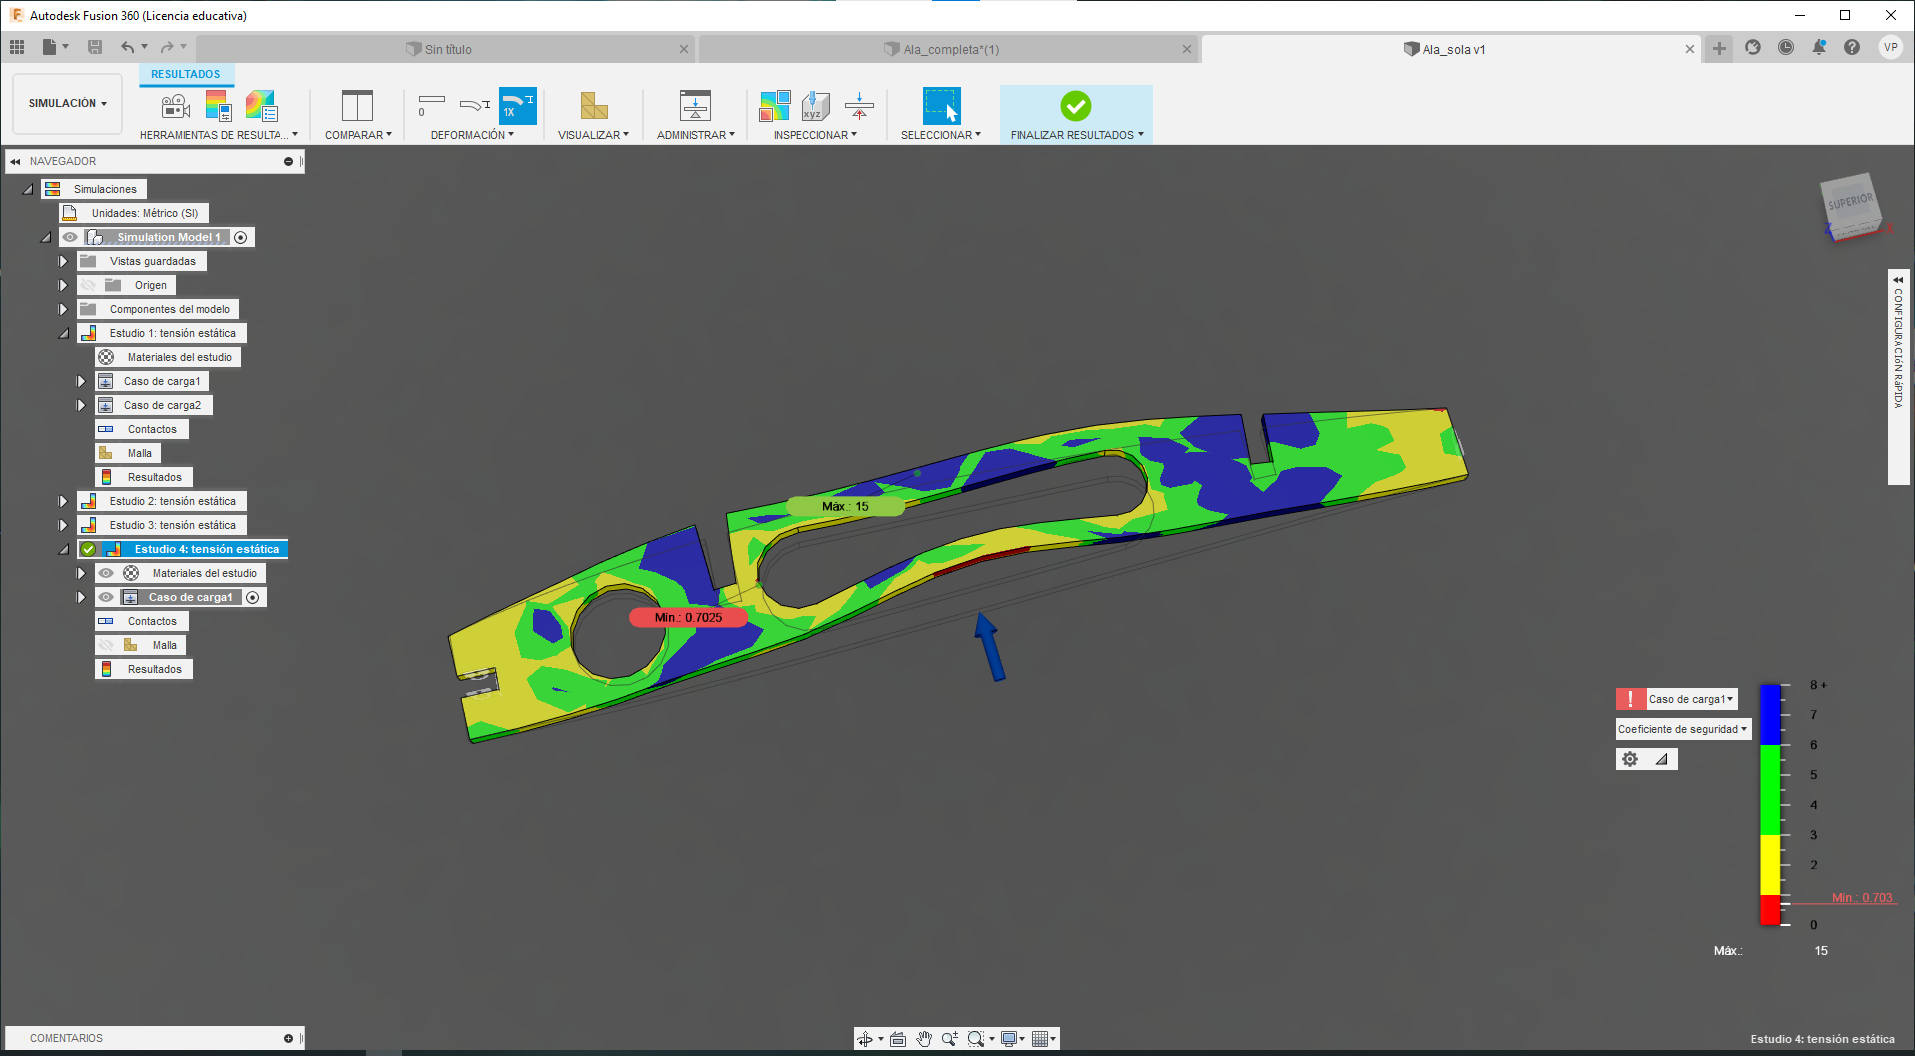 Autodesk Fusion 360 (Licencia educativa)
Sin título
Ala_completa*(1)
Ala_sola v1
VP
SIMULACIÓN
RESULTADOS
0
1X
xyz
HERRAMIENTAS DE RESULTA...
COMPARAR
DEFORMACIÓN
VISUALIZAR
ADMINISTRAR
INSPECCIONAR
SELECCIONAR
FINALIZAR RESULTADOS
NAVEGADOR
Simulaciones
Unidades: Métrico (SI)
Simulation Model 1
Vistas guardadas
Origen
Componentes del modelo
Estudio 1: tensión estática
Materiales del estudio
Caso de carga1
Caso de carga2
Contactos
Malla
Resultados
Estudio 2: tensión estática
Estudio 3: tensión estática
Estudio 4: tensión estática
Materiales del estudio
Caso de carga1
Contactos
Malla
Resultados
SUPERIOR
Z
X
CONFIGURACIóN RáPIDA
Máx.: 15
Mín.: 0.7025
! Caso de carga1
Coeficiente de seguridad
8 +
7
6
5
4
3
2
Mín.: 0.703
0
Máx.: 15
COMENTARIOS
Estudio 4: tensión estática